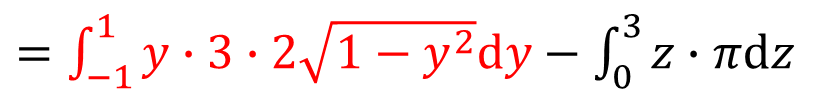 = ∫_{-1}^{1} y · 3 · 2√(1 − y²)dy − ∫_{0}^{3} z · πdz